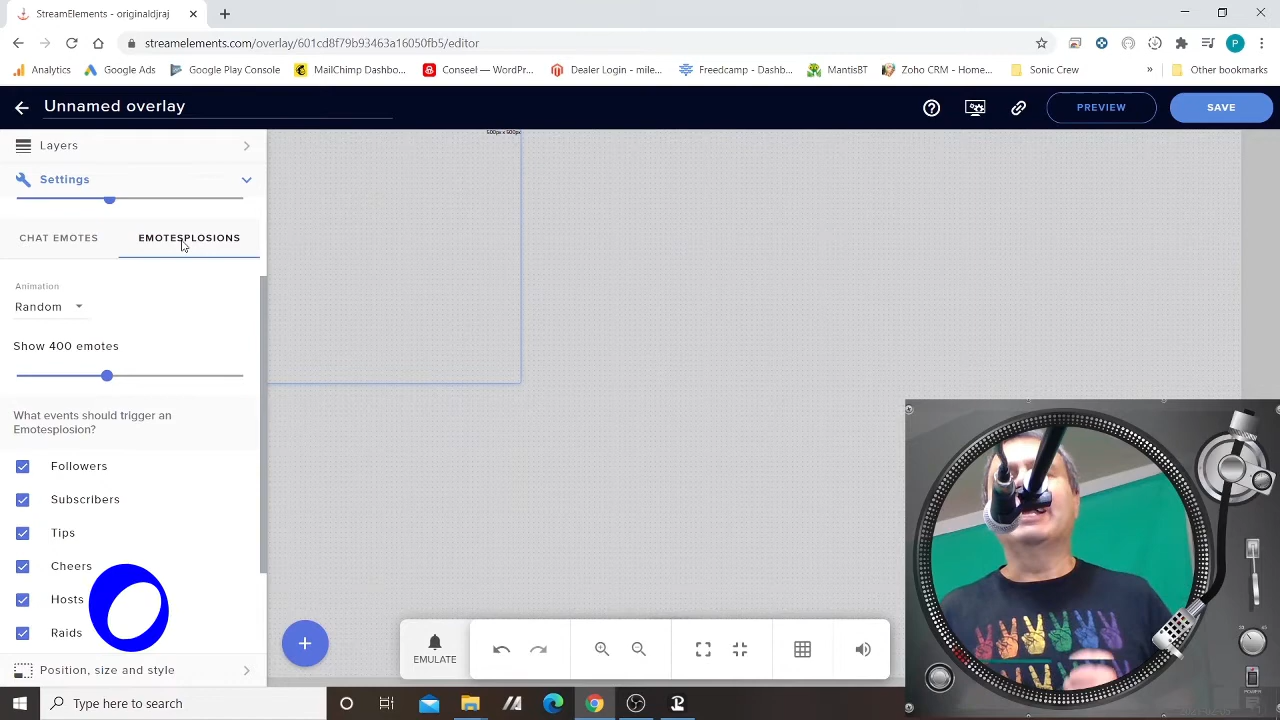 StreamElements - originaldjraj
streamelements.com/overlay/601cd8f79b93463a16050fb5/editor
P
Analytics
Google Ads
Google Play Console
MailChimp Dashbo...
Conseel — WordPr...
Dealer Login - mile...
Freedcamp - Dashb...
MantisBT
Zoho CRM - Home...
Sonic Crew
»
Other bookmarks
Unnamed overlay
PREVIEW
SAVE
Layers
500px x 500px
Settings
CHAT EMOTES
EMOTESPLOSIONS
Animation
Random
Show 400 emotes
What events should trigger an
Emotesplosion?
Followers
Subscribers
Tips
Cheers
Hosts
Raids
Position, size and style
EMULATE
Type here to search